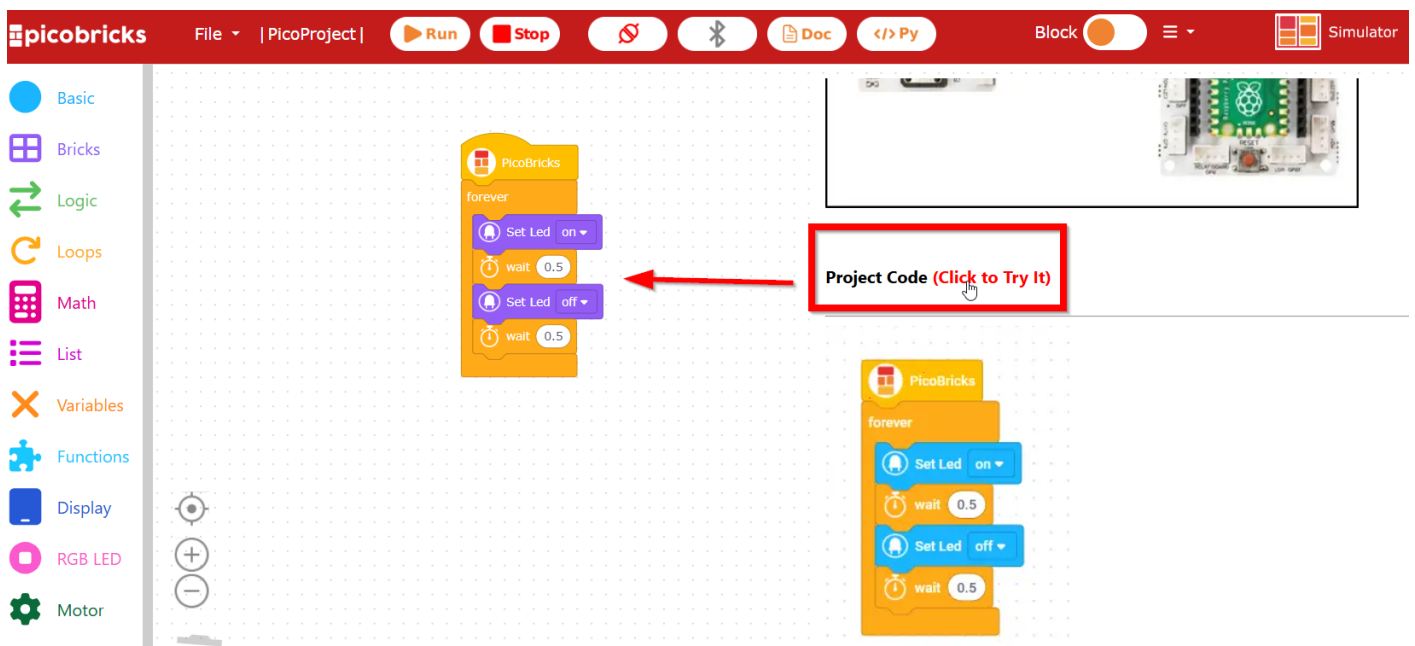 picobricks
File
|PicoProject|
Run
Stop
Doc
</> Py
Block
Simulator
Basic
Bricks
Logic
Loops
Math
List
Variables
Functions
Display
RGB LED
Motor
PicoBricks
forever
Set Led on
wait 0.5
Set Led off
wait 0.5
RESET
Project Code (Click to Try It)
PicoBricks
forever
Set Led on
wait 0.5
Set Led off
wait 0.5